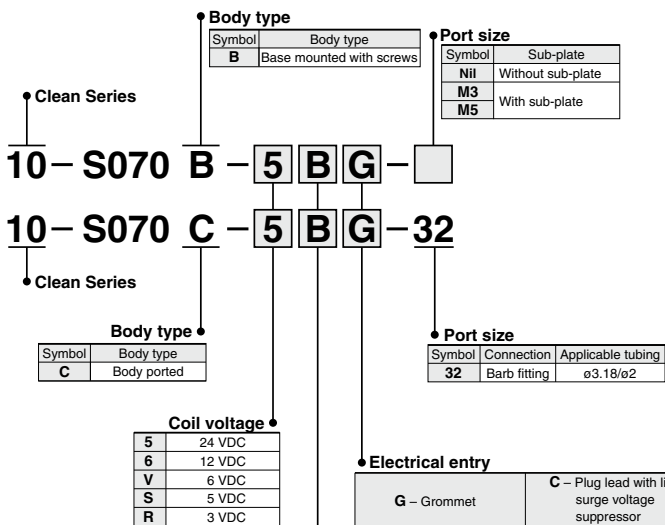 Body type
Symbol Body type
B Base mounted with screws
Port size
Symbol Sub-plate
Nil Without sub-plate
M3 With sub-plate
M5
Clean Series
10 – S070 B – 5 B G –
10 – S070 C – 5 B G – 32
Clean Series
Body type
Symbol Body type
C Body ported
Port size
Symbol Connection Applicable tubing
32 Barb fitting ø3.18/ø2
Coil voltage
5 24 VDC
6 12 VDC
V 6 VDC
S 5 VDC
R 3 VDC
Electrical entry
G – Grommet
C – Plug lead with
surge voltage
suppressor